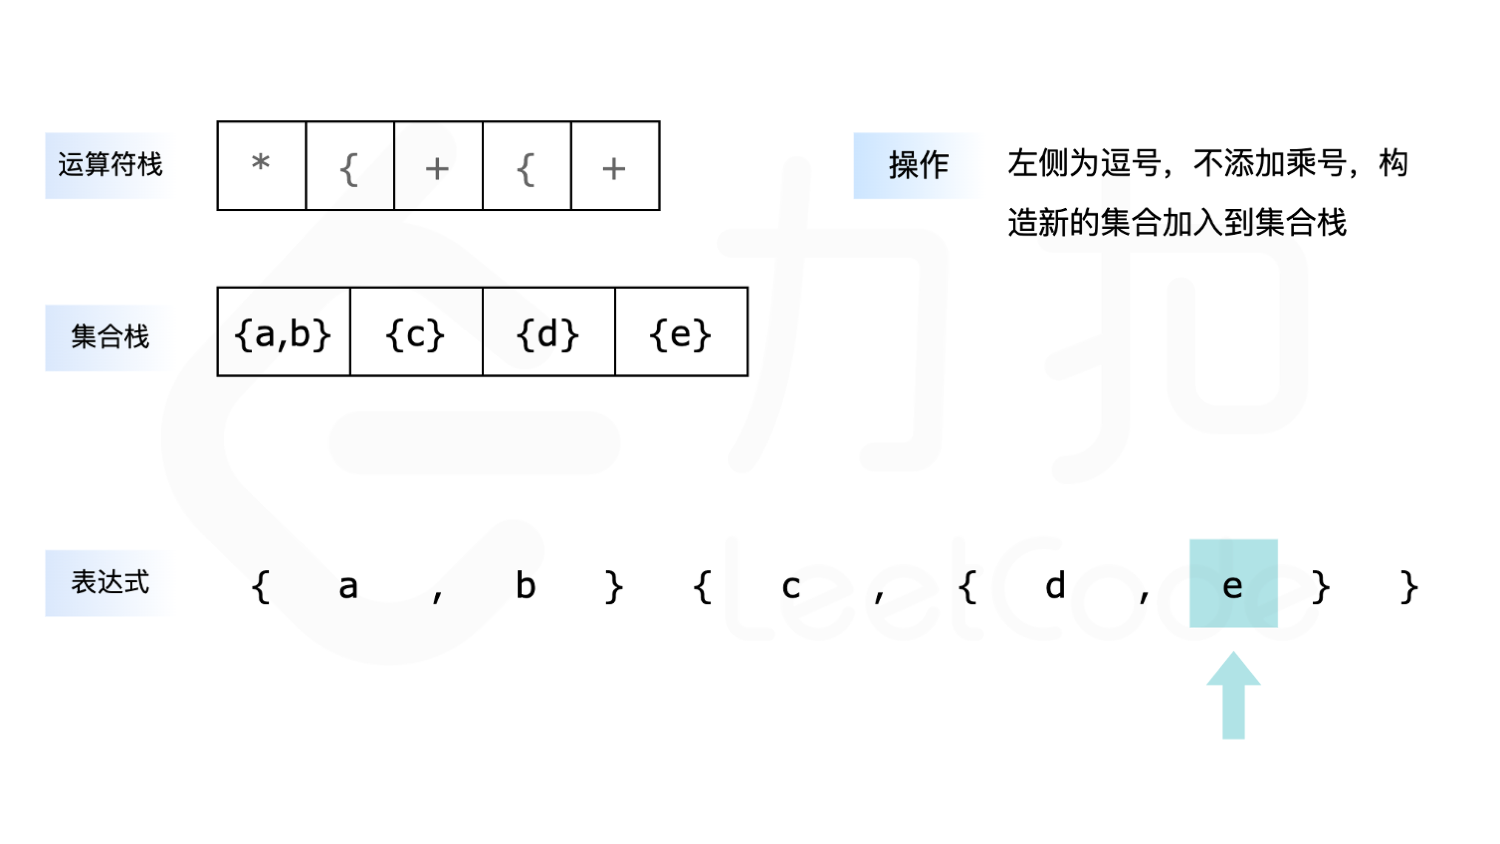 运算符栈 * { + { +
操作 左侧为逗号，不添加乘号，构
造新的集合加入到集合栈
集合栈 {a,b} {c} {d} {e}
表达式 { a , b } { c , { d , e } }
力扣
LeetCode